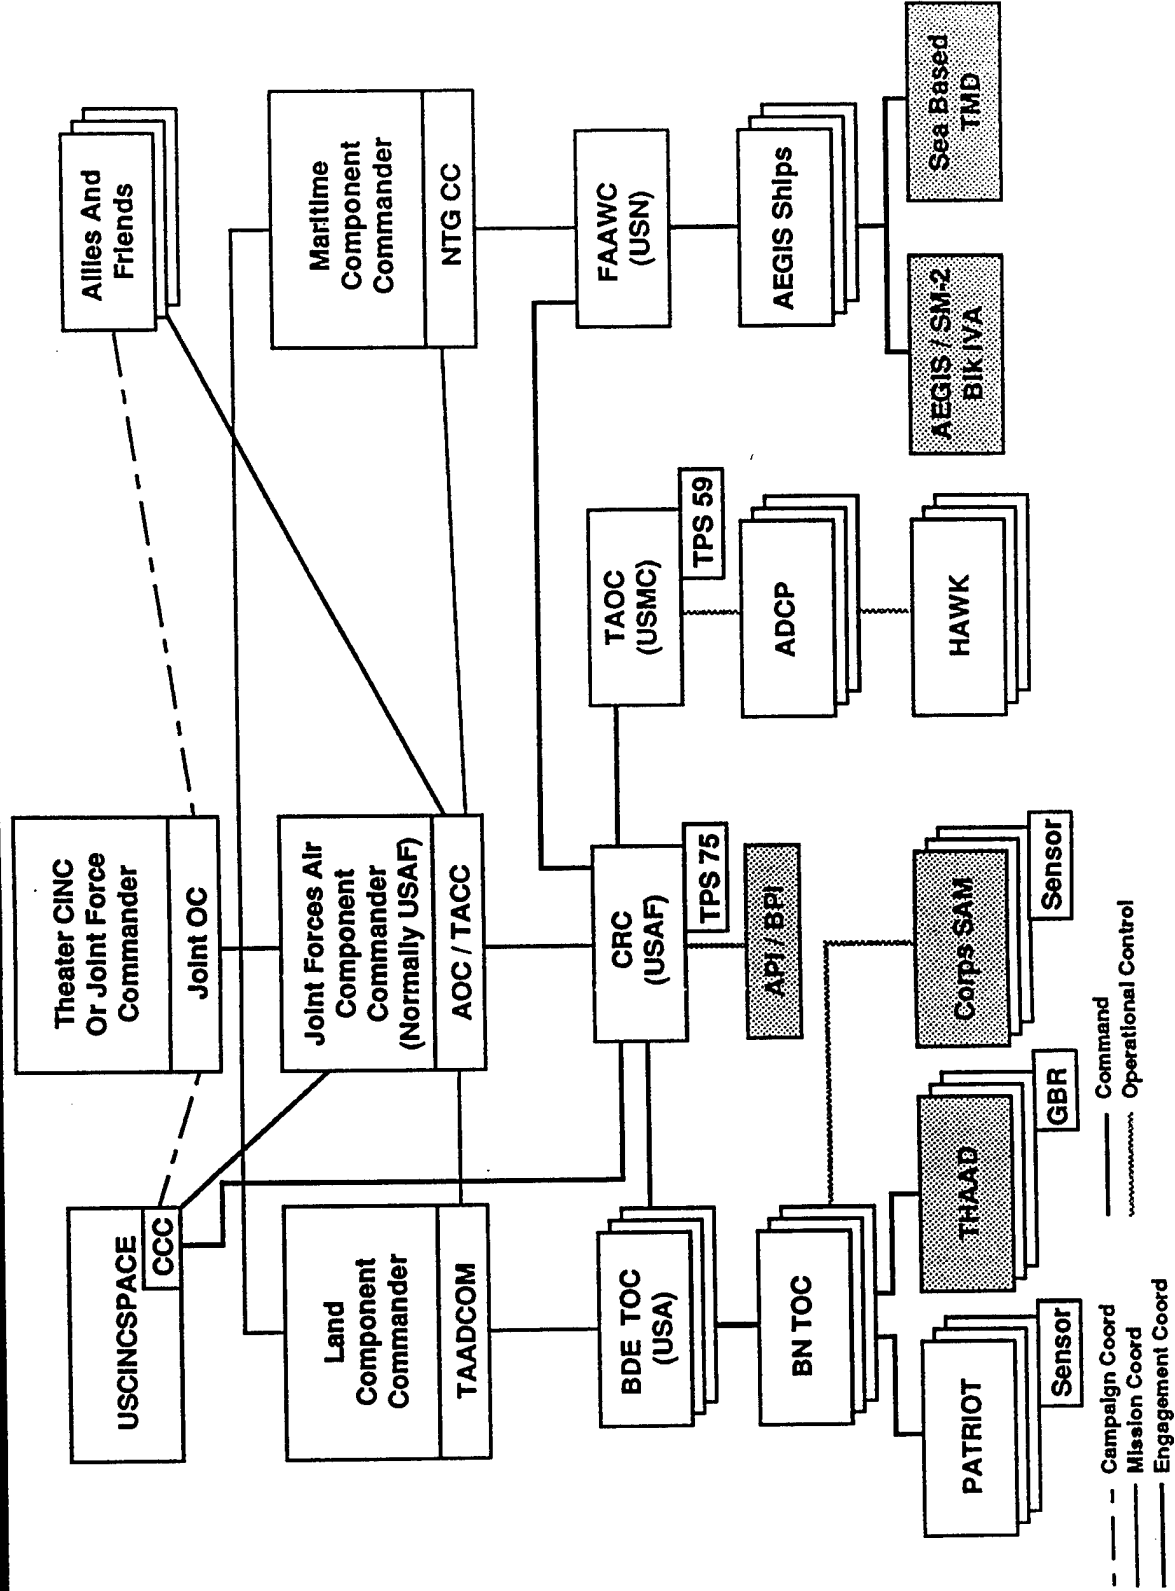 Theater CINC
Or Joint Force
Commander
Joint OC
USCINCSPACE
CCC
Allies And
Friends
Land
Component
Commander
TAADCOM
Joint Forces Air
Component
Commander
(Normally USAF)
AOC / TACC
Maritime
Component
Commander
NTG CC
BDE TOC
(USA)
CRC
(USAF)
TPS 75
TAOC
(USMC)
TPS 59
FAAWC
(USN)
BN TOC
API / BPI
ADCP
AEGIS Ships
PATRIOT
Sensor
THAAD
GBR
Corps SAM
Sensor
HAWK
AEGIS / SM-2
Blk IVA
Sea Based
TMD
Campaign Coord
Mission Coord
Engagement Coord
Command
Operational Control